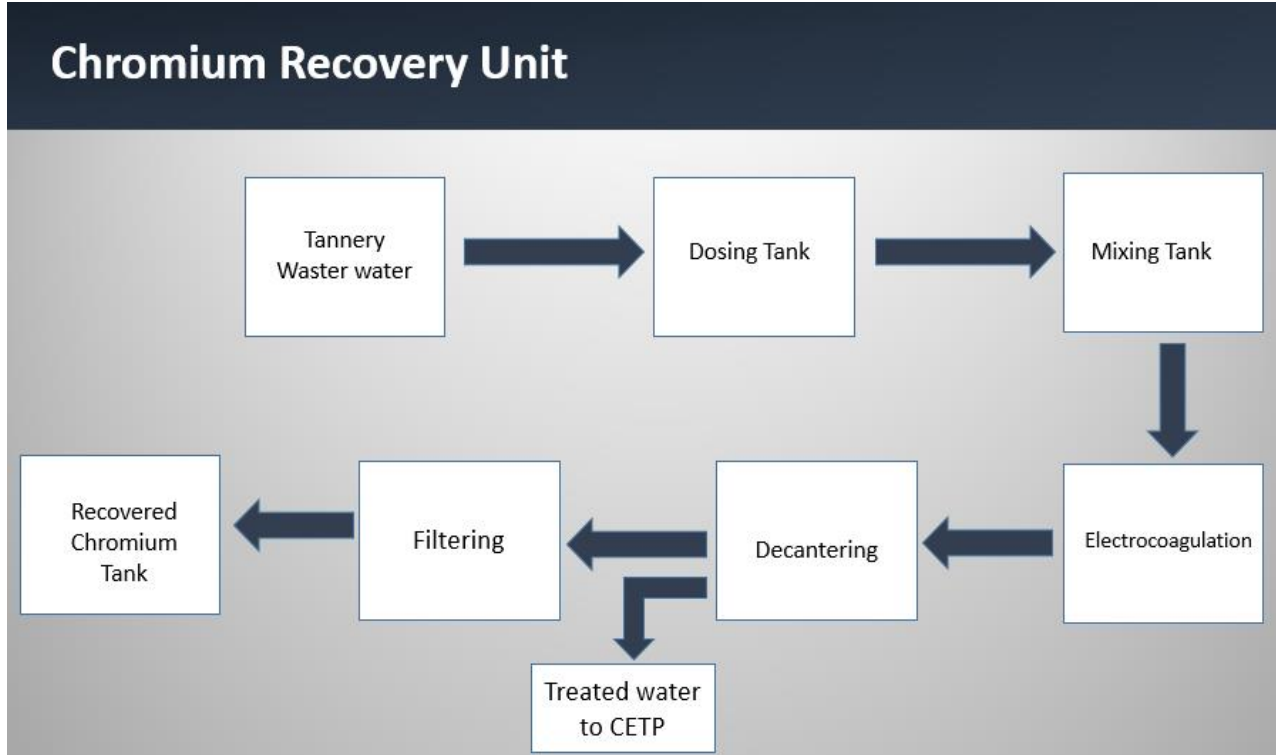 Chromium Recovery Unit
Tannery
Waster water
Dosing Tank
Mixing Tank
Electrocoagulation
Decantering
Filtering
Recovered
Chromium
Tank
Treated water
to CETP